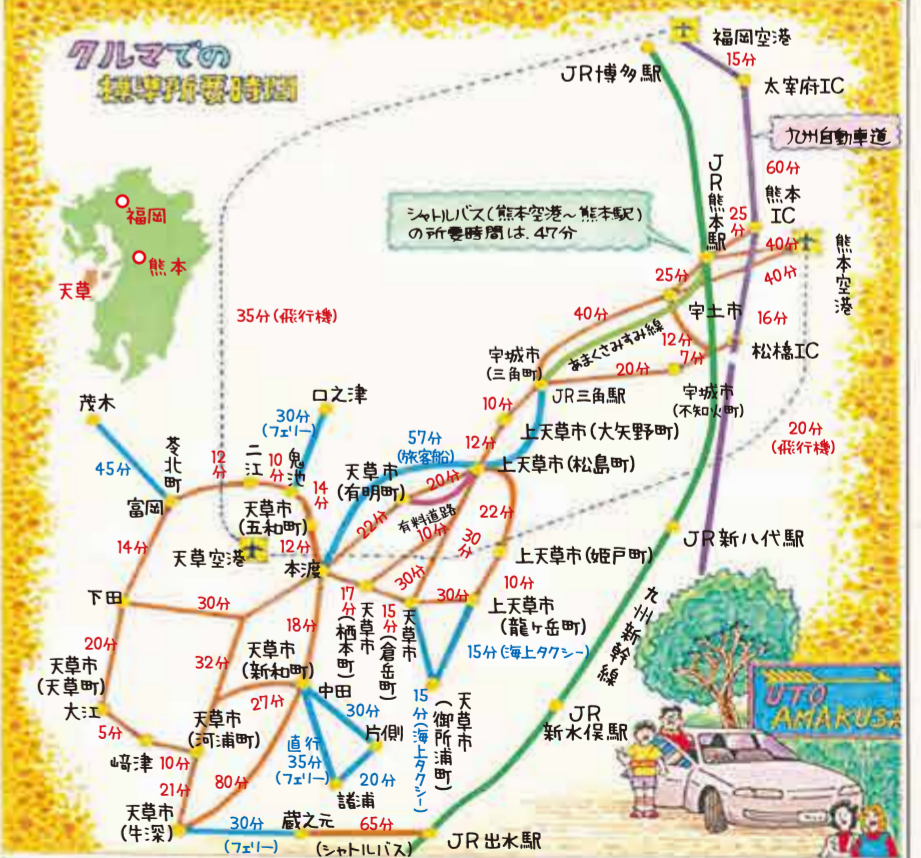 クルマでの
標準所要時間
福岡空港
15分
JR博多駅
太宰府IC
九州自動車道
60分
JR熊本駅
熊本IC
25分
シャトルバス(熊本空港~熊本駅)
の所要時間は、47分
40分
40分
熊本空港
福岡
熊本
天草
25分
宇土市
40分
あまくさみすみ線
12分
7分
16分
松橋IC
35分(飛行機)
宇城市
(三角町)
20分
JR三角駅
宇城市
(不知火町)
10分
上天草市(大矢野町)
20分
(飛行機)
茂木
口之津
30分
(フェリー)
57分
(旅客船)
12分
上天草市(松島町)
45分
苓北町
12分
二江
10分
鬼池
天草市
(有明町)
20分
富岡
天草市
(五和町)
14分
22分
有料道路
10分
30分
22分
14分
天草空港
12分
本渡
上天草市(姫戸町)
JR新八代駅
30分
10分
下田
30分
17分
天草市(栖本町)
15分
天草市(倉岳町)
30分
上天草市
(龍ヶ岳町)
九州新幹線
18分
20分
32分
天草市
(新和町)
15分(海上タクシー)
天草市
(天草町)
大江
27分
中田
30分
15分(海上タクシー)
天草市(御所浦町)
JR
新水俣駅
5分
天草市
(河浦町)
直行
35分
(フェリー)
片側
﨑津
10分
20分
21分
80分
諸浦
天草市
(牛深)
30分
(フェリー)
蔵之元
65分
(シャトルバス)
JR出水駅
UTO
AMAKUSA